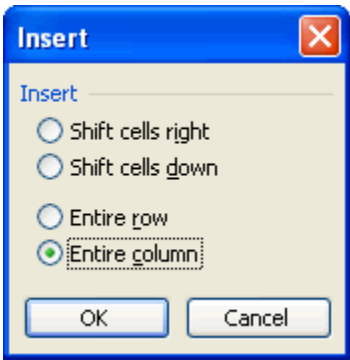 Insert
Insert
Shift cells right
Shift cells down
Entire row
Entire column
OK
Cancel